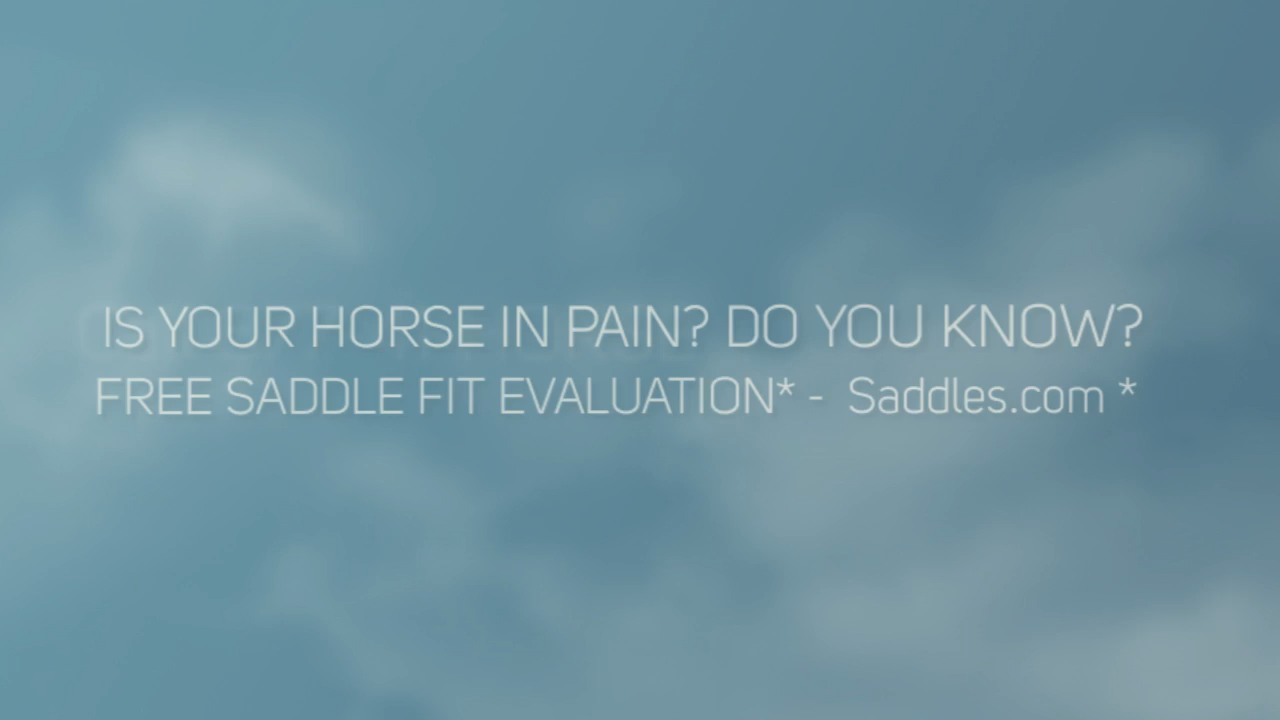 IS YOUR HORSE IN PAIN? DO YOU KNOW?
FREE SADDLE FIT EVALUATION* - Saddles.com *